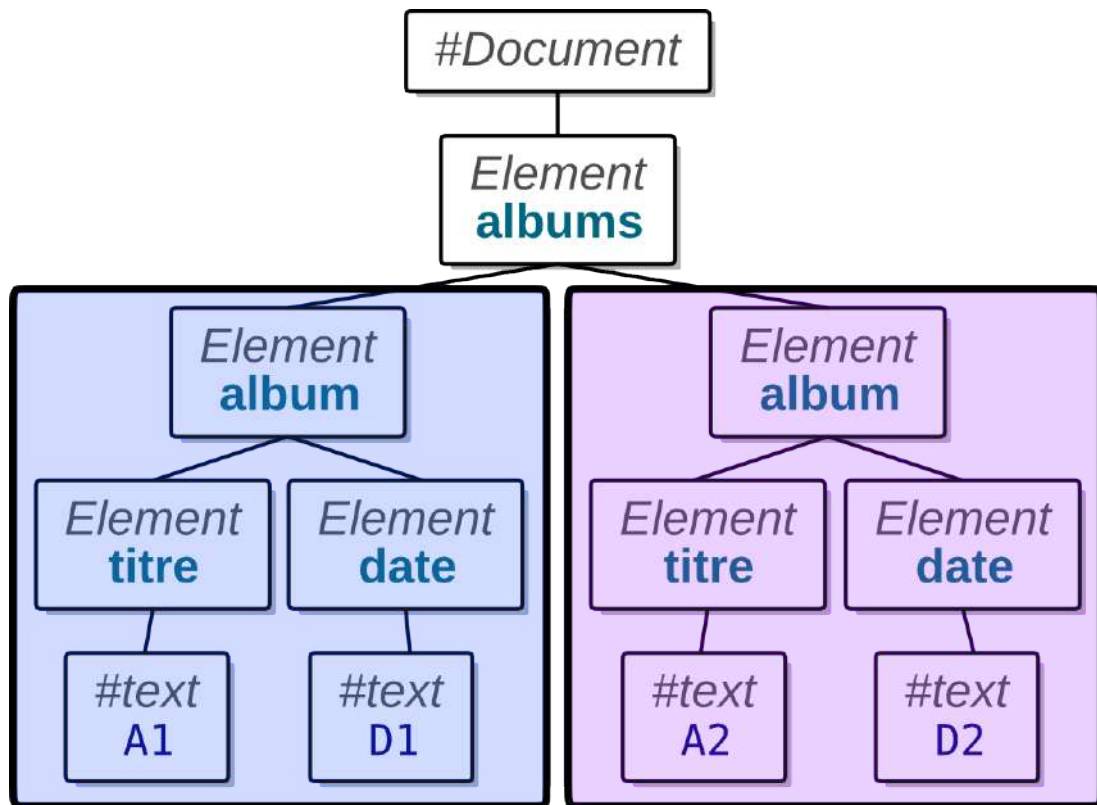 #Document
Element
albums
Element
album
Element
album
Element
titre
Element
date
Element
titre
Element
date
#text
A1
#text
D1
#text
A2
#text
D2